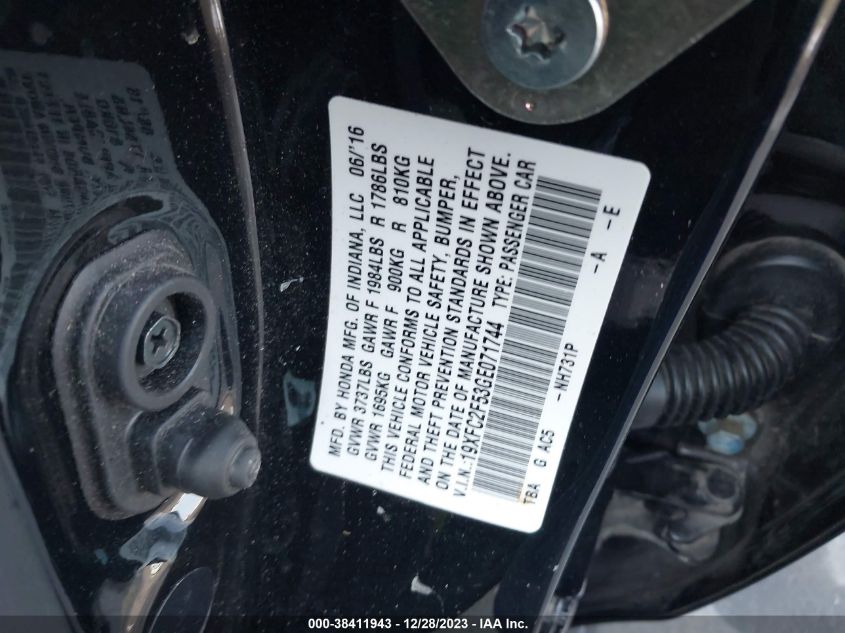 MFD. BY HONDA MFG. OF INDIANA, LLC 06/'16
GVWR 3737LBS GAWR F 1984LBS R 1786LBS
GVWR 1695KG GAWR F 900KG R 810KG
THIS VEHICLE CONFORMS TO ALL APPLICABLE
FEDERAL MOTOR VEHICLE SAFETY, BUMPER,
AND THEFT PREVENTION STANDARDS IN EFFECT
ON THE DATE OF MANUFACTURE SHOWN ABOVE.
V.I.N.:19XFC2F53GE071744 TYPE: PASSENGER CAR
TBA G AC5 -NH731P -A -E
000-38411943 - 12/28/2023 - IAA Inc.